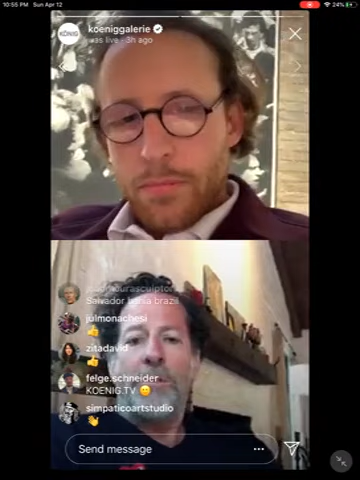 10:55 PM Sun Apr 12
24%
KÖNIG
koeniggalerie
was live • 3h ago
Salvador bahia brazil
julmonachesi
👍
zitadavid
👍
felge.schneider
KOENIG.TV 🙂
simpaticoartstudio
👋
Send message